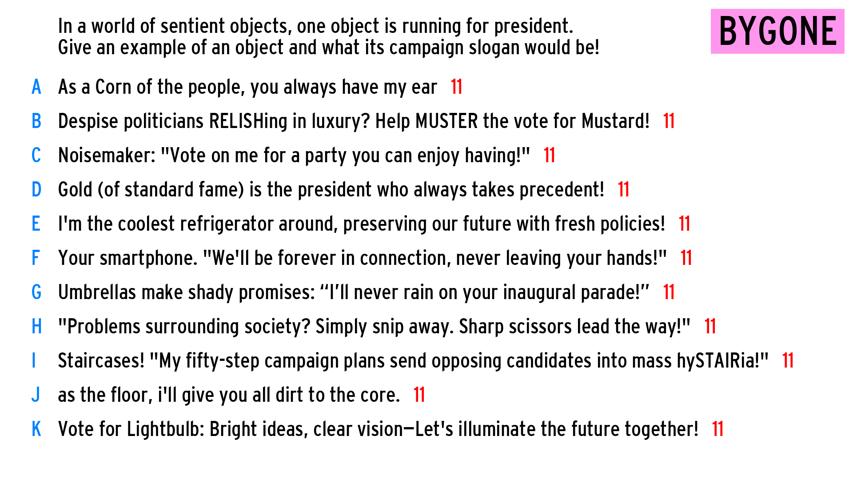 In a world of sentient objects, one object is running for president.
Give an example of an object and what its campaign slogan would be!
BYGONE
A As a Corn of the people, you always have my ear 11
B Despise politicians RELISHing in luxury? Help MUSTER the vote for Mustard! 11
C Noisemaker: "Vote on me for a party you can enjoy having!" 11
D Gold (of standard fame) is the president who always takes precedent! 11
E I'm the coolest refrigerator around, preserving our future with fresh policies! 11
F Your smartphone. "We'll be forever in connection, never leaving your hands!" 11
G Umbrellas make shady promises: “I’ll never rain on your inaugural parade!” 11
H "Problems surrounding society? Simply snip away. Sharp scissors lead the way!" 11
I Staircases! "My fifty-step campaign plans send opposing candidates into mass hySTAIRia!" 11
J as the floor, i'll give you all dirt to the core. 11
K Vote for Lightbulb: Bright ideas, clear vision—Let's illuminate the future together! 11